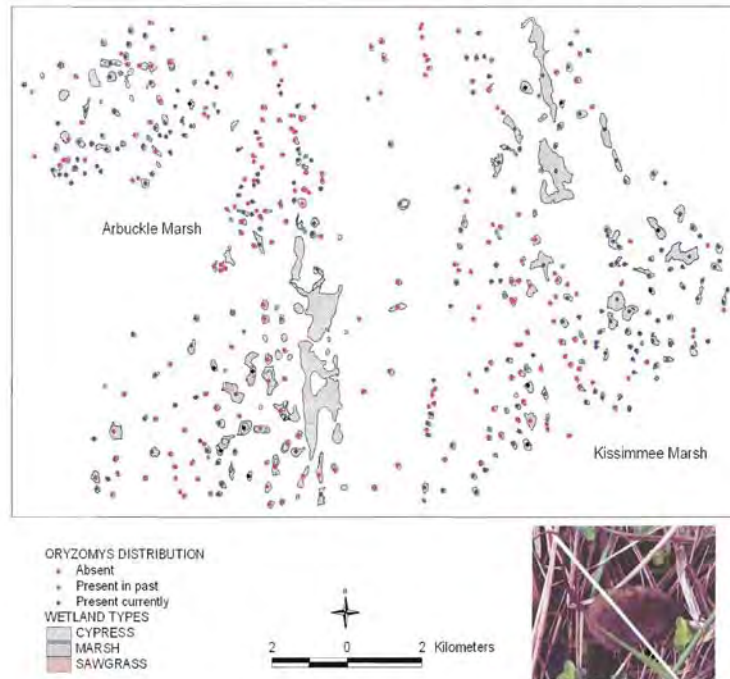 Arbuckle Marsh
Kissimmee Marsh
ORYZOMYS DISTRIBUTION
Absent
Present in past
Present currently
WETLAND TYPES
CYPRESS
MARSH
SAWGRASS
2 0 2 Kilometers